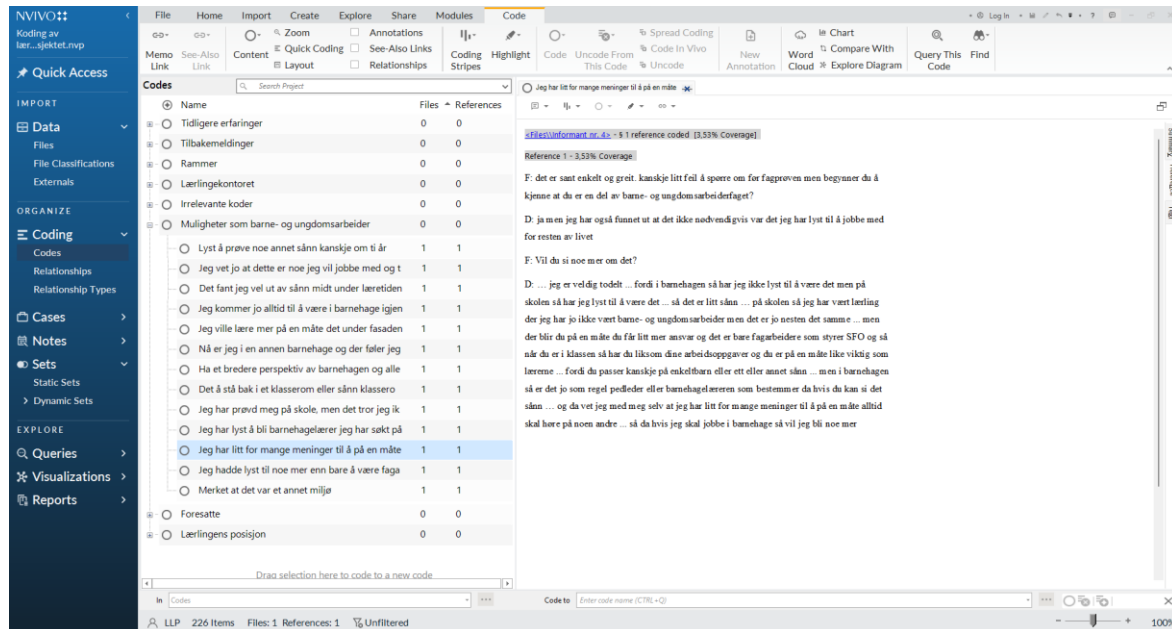 NVIVO
File Home Import Create Explore Share Modules Code
Log In
Koding av
lær...sjektet.nvp
Quick Access
IMPORT
Data
Files
File Classifications
Externals
ORGANIZE
Coding
Codes
Relationships
Relationship Types
Cases
Notes
Sets
Static Sets
Dynamic Sets
EXPLORE
Queries
Visualizations
Reports
Memo Link
See-Also Link
Content
Zoom
Quick Coding
Layout
Annotations
See-Also Links
Relationships
Coding Stripes
Highlight
Code
Uncode From This Code
Spread Coding
Code In Vivo
Uncode
New Annotation
Word Cloud
Chart
Compare With
Explore Diagram
Query This Code
Find
Codes
Search Project
Name Files References
Tidligere erfaringer 0 0
Tilbakemeldinger 0 0
Rammer 0 0
Lærlingekontoret 0 0
Irrelevante koder 0 0
Muligheter som barne- og ungdomsarbeider 0 0
Lyst å prøve noe annet sånn kanskje om ti år 1 1
Jeg vet jo at dette er noe jeg vil jobbe med og t 1 1
Det fant jeg vel ut av sånn midt under læretiden 1 1
Jeg kommer jo alltid til å være i barnehage igjen 1 1
Jeg ville lære mer på en måte det under fasaden 1 1
Nå er jeg i en annen barnehage og der føler jeg 1 1
Ha et bredere perspektiv av barnehagen og alle 1 1
Det å stå bak i et klasserom eller sånn klassero 1 1
Jeg har prøvd meg på skole, men det tror jeg ik 1 1
Jeg har lyst å bli barnehagelærer jeg har søkt på 1 1
Jeg har litt for mange meninger til å på en måte 1 1
Jeg hadde lyst til noe mer enn bare å være faga 1 1
Merket at det var et annet miljø 1 1
Foresatte 0 0
Lærlingens posisjon 0 0
Drag selection here to code to a new code
In Codes
Jeg har litt for mange meninger til å på en måte
<Files\\Informant nr. 4> - § 1 reference coded [3,53% Coverage]
Reference 1 - 3,53% Coverage
F: det er sant enkelt og greit. kanskje litt feil å spørre om før fagprøven men begynner du å
kjenne at du er en del av barne- og ungdomsarbeiderfaget?
D: ja men jeg har også funnet ut at det ikke nødvendigvis var det jeg har lyst til å jobbe med
for resten av livet
F: Vil du si noe mer om det?
D: … jeg er veldig todelt ... fordi i barnehagen så har jeg ikke lyst til å være det men på
skolen så har jeg lyst til å være det ... så det er litt sånn … på skolen så jeg har vært lærling
der jeg har jo ikke vært barne- og ungdomsarbeider men det er jo nesten det samme ... men
der blir du på en måte du får litt mer ansvar og det er bare fagarbeidere som styrer SFO og så
når du er i klassen så har du liksom dine arbeidsoppgaver og du er på en måte like viktig som
lærerne ... fordi du passer kanskje på enkeltbarn eller ett eller annet sånn ... men i barnehagen
så er det jo som regel pedleder eller barnehagelæreren som bestemmer da hvis du kan si det
sånn … og da vet jeg med meg selv at jeg har litt for mange meninger til å på en måte alltid
skal høre på noen andre ... så da hvis jeg skal jobbe i barnehage så vil jeg bli noe mer
Code to Enter code name (CTRL+Q)
LLP 226 Items Files: 1 References: 1 Unfiltered